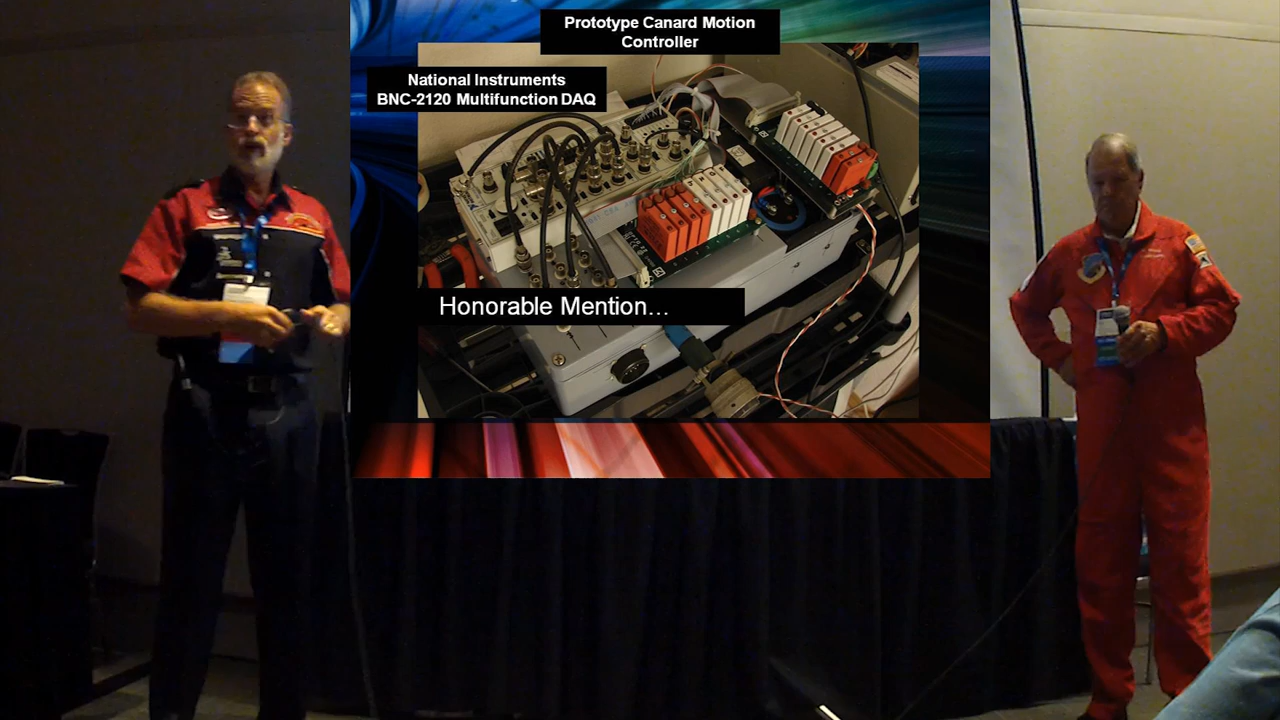 Prototype Canard Motion
Controller
National Instruments
BNC-2120 Multifunction DAQ
Honorable Mention...